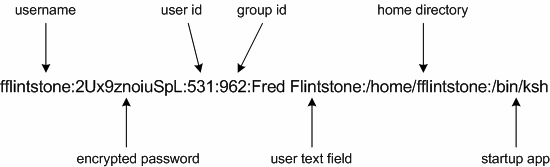 username user id group id home directory
fflintstone:2Ux9znoiuSpL:531:962:Fred Flintstone:/home/fflintstone:/bin/ksh
encrypted password user text field startup app